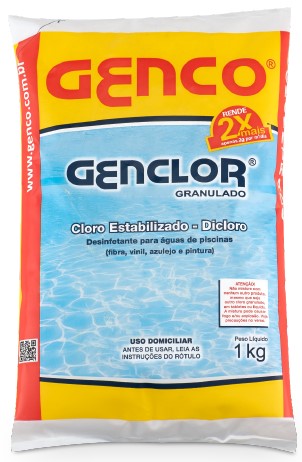 www.genco.com.br
GENCO®
RENDE
2X
mais
GENCLOR®
GRANULADO
Cloro Estabilizado - Dicloro
Desinfetante para águas de piscinas
(fibra, vinil, azulejo e pintura)
ATENÇÃO!
USO DOMICILIAR
ANTES DE USAR, LEIA AS
INSTRUÇÕES DO RÓTULO
Peso Líquido
1 kg